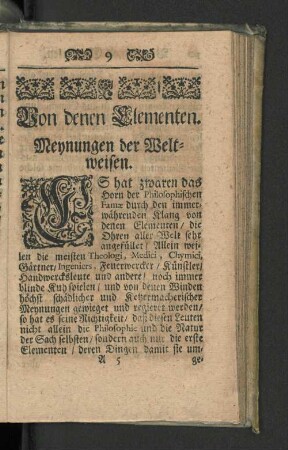 9
Von denen Elementen.
Meynungen der Welt-
weisen.
ES hat zwaren das
Horn der Philosophischen
Famæ durch den immer-
währenden Klang von
denen Elementen / die
Ohren aller Welt sehr
angefüllet / Allein wei-
len die meisten Theologi, Medici, Chymici,
Gärtner / Ingeniers, Feuerwercker / Künstler /
Handwercksleute und andere / noch immer
blinde Kuh spielen / und von denen Winden
höchst schädlicher und Ketzermacherischer
Meynungen gewieget und regieret werden /
so hat es seine Richtigkeit / daß diesen Leuten
nicht allein die Philosophie und die Natur
der Sach selbsten / sondern auch nur die erste
Elementen / deren Dingen damit sie um-
A 5 ge-